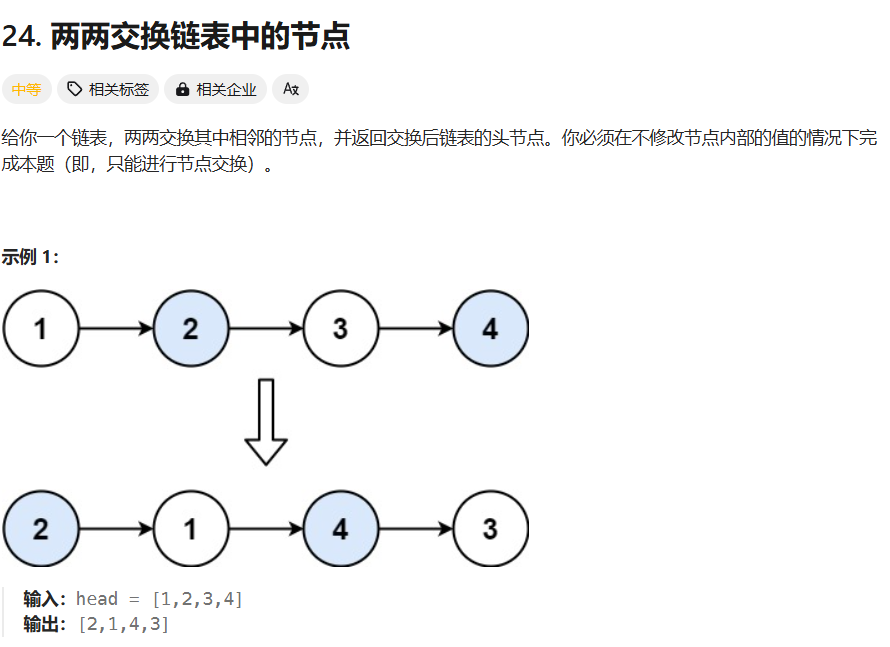 24. 两两交换链表中的节点
中等 相关标签 相关企业 Az
给你一个链表，两两交换其中相邻的节点，并返回交换后链表的头节点。你必须在不修改节点内部的值的情况下完
成本题（即，只能进行节点交换）。
示例 1：
1 2 3 4
2 1 4 3
输入：head = [1,2,3,4]
输出：[2,1,4,3]